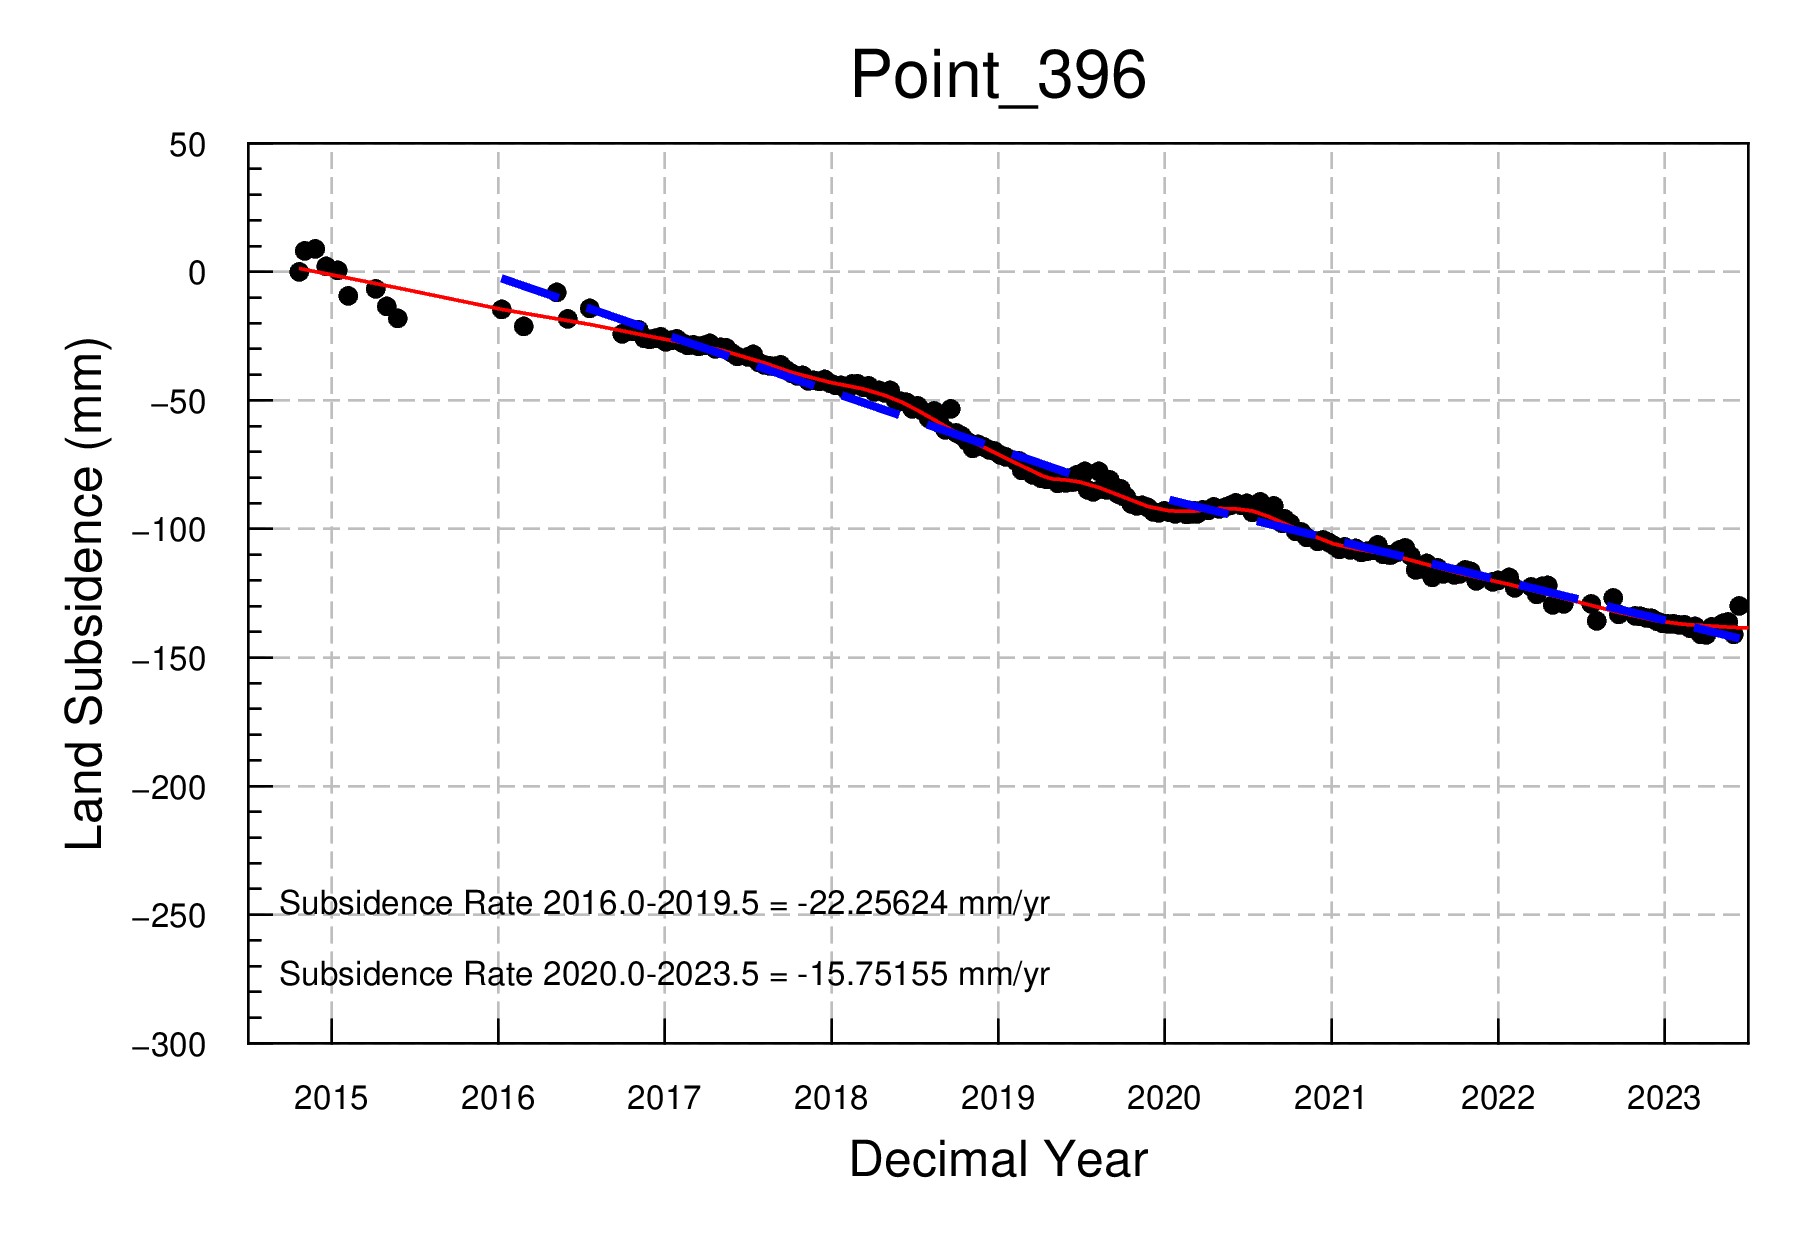 Point_396
50
0
−50
−100
−150
−200
−250
−300
Land Subsidence (mm)
Subsidence Rate 2016.0-2019.5 = -22.25624 mm/yr
Subsidence Rate 2020.0-2023.5 = -15.75155 mm/yr
2015 2016 2017 2018 2019 2020 2021 2022 2023
Decimal Year